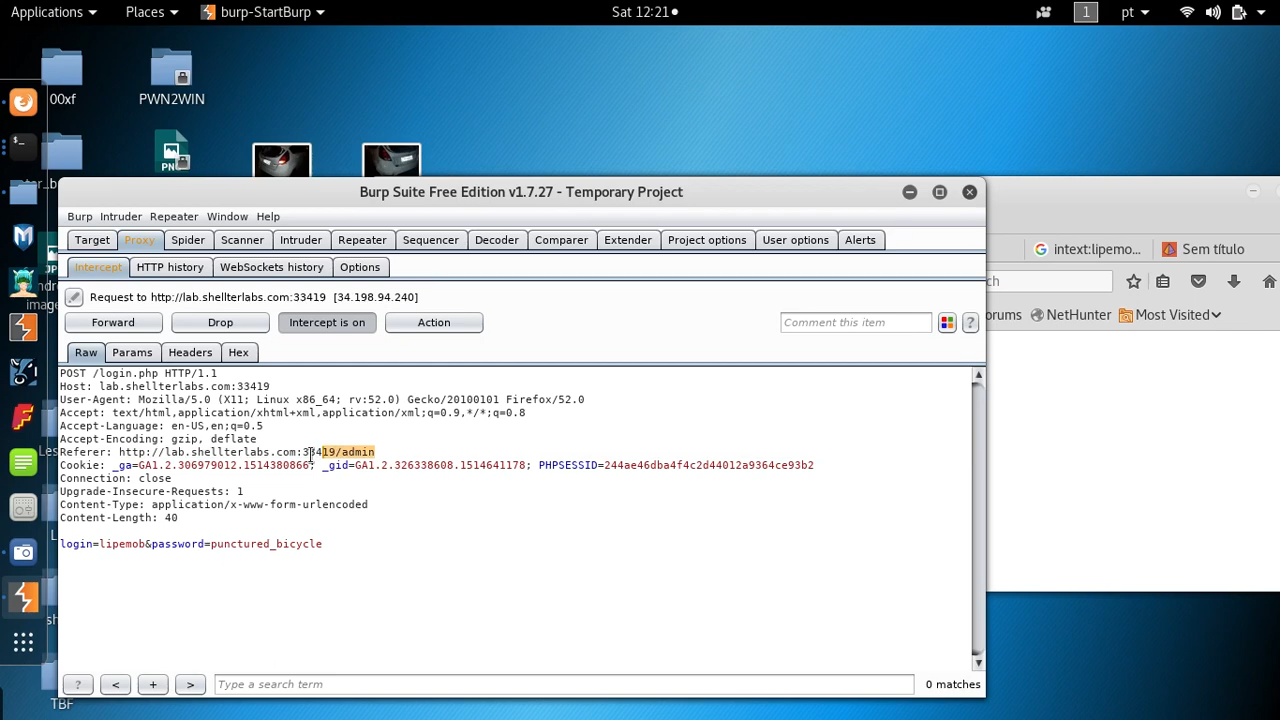 Applications Places burp-StartBurp Sat 12:21 1 pt
00xf PWN2WIN
Burp Suite Free Edition v1.7.27 - Temporary Project
Burp Intruder Repeater Window Help
Target Proxy Spider Scanner Intruder Repeater Sequencer Decoder Comparer Extender Project options User options Alerts
intext:lipemo... Sem título
Intercept HTTP history WebSockets history Options
ch
Request to http://lab.shellterlabs.com:33419 [34.198.94.240]
orums NetHunter Most Visited
Forward Drop Intercept is on Action Comment this item ?
Raw Params Headers Hex
POST /login.php HTTP/1.1
Host: lab.shellterlabs.com:33419
User-Agent: Mozilla/5.0 (X11; Linux x86_64; rv:52.0) Gecko/20100101 Firefox/52.0
Accept: text/html,application/xhtml+xml,application/xml;q=0.9,*/*;q=0.8
Accept-Language: en-US,en;q=0.5
Accept-Encoding: gzip, deflate
Referer: http://lab.shellterlabs.com:33419/admin
Cookie: _ga=GA1.2.306979012.1514380866; _gid=GA1.2.326338608.1514641178; PHPSESSID=244ae46dba4f4c2d44012a9364ce93b2
Connection: close
Upgrade-Insecure-Requests: 1
Content-Type: application/x-www-form-urlencoded
Content-Length: 40
login=lipemob&password=punctured_bicycle
? < + > Type a search term 0 matches
TBF